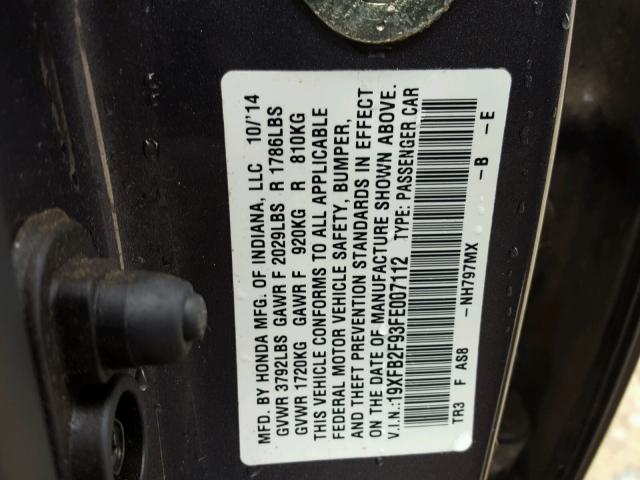 MFD. BY HONDA MFG. OF INDIANA, LLC 10/'14
GVWR 3792LBS GAWR F 2029LBS R 1786LBS
GVWR 1720KG GAWR F 920KG R 810KG
THIS VEHICLE CONFORMS TO ALL APPLICABLE
FEDERAL MOTOR VEHICLE SAFETY, BUMPER,
AND THEFT PREVENTION STANDARDS IN EFFECT
ON THE DATE OF MANUFACTURE SHOWN ABOVE.
V.I.N.:19XFB2F93FE007112 TYPE: PASSENGER CAR
TR3 F AS8 -NH797MX -B -E